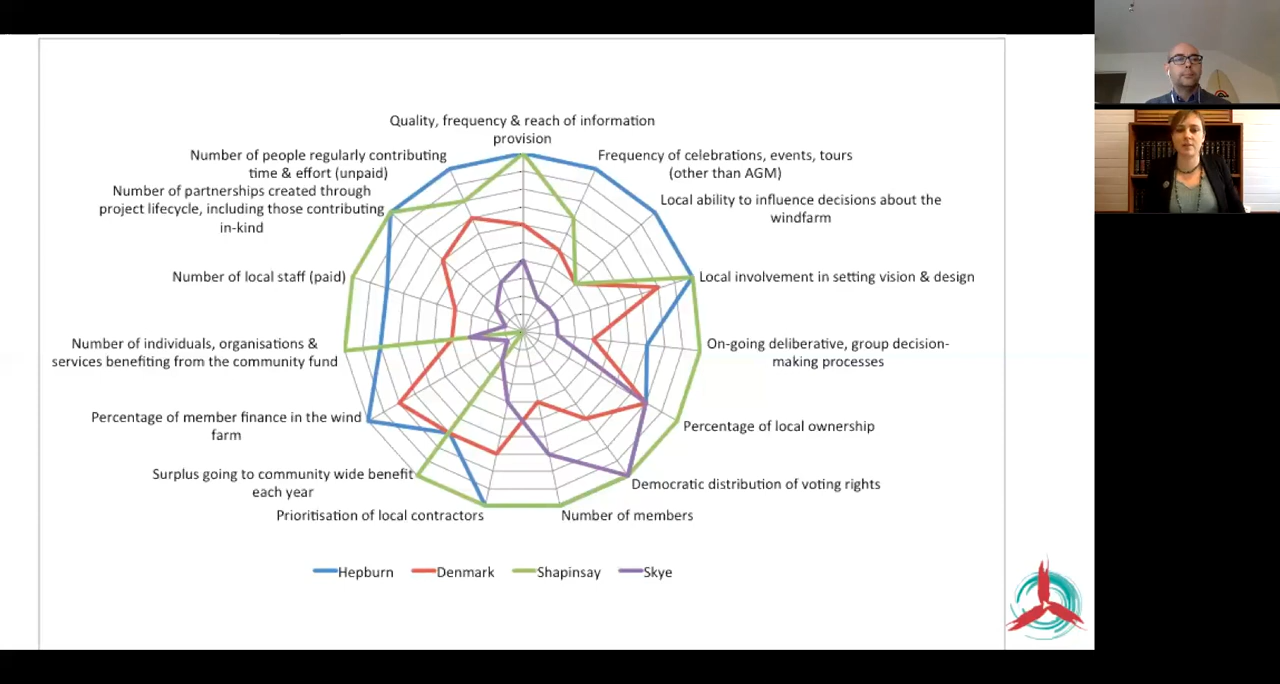 Quality, frequency & reach of information
provision
Number of people regularly contributing
time & effort (unpaid)
Frequency of celebrations, events, tours
(other than AGM)
Number of partnerships created through
project lifecycle, including those contributing
in-kind
Local ability to influence decisions about the
windfarm
Number of local staff (paid)
Local involvement in setting vision & design
Number of individuals, organisations &
services benefiting from the community fund
On-going deliberative, group decision-
making processes
Percentage of member finance in the wind
farm
Percentage of local ownership
Surplus going to community wide benefit
each year
Democratic distribution of voting rights
Prioritisation of local contractors
Number of members
Hepburn
Denmark
Shapinsay
Skye